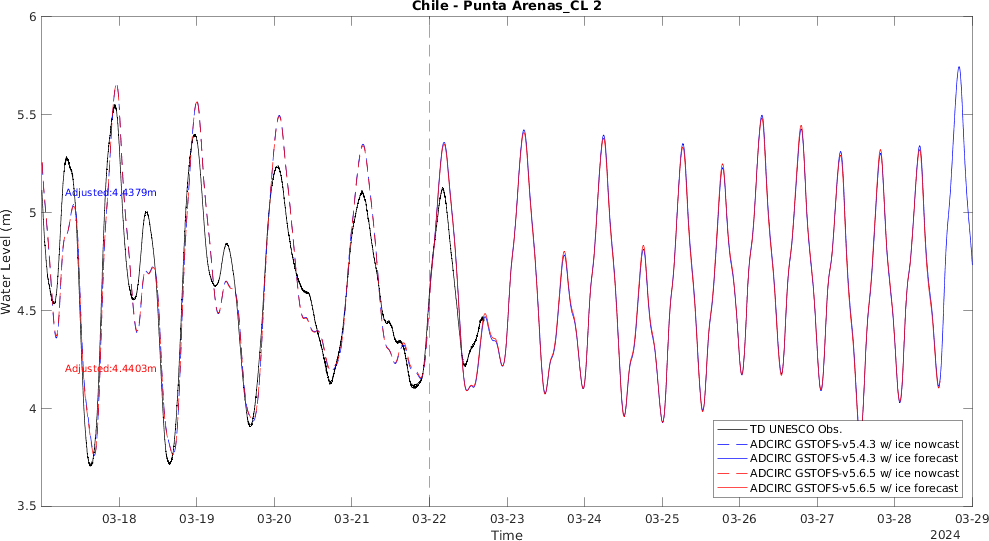 Chile - Punta Arenas_CL 2
Water Level (m)
6
5.5
5
4.5
4
3.5
Adjusted:4.4379m
Adjusted:4.4403m
TD UNESCO Obs.
ADCIRC GSTOFS-v5.4.3 w/ ice nowcast
ADCIRC GSTOFS-v5.4.3 w/ ice forecast
ADCIRC GSTOFS-v5.6.5 w/ ice nowcast
ADCIRC GSTOFS-v5.6.5 w/ ice forecast
03-18 03-19 03-20 03-21 03-22 03-23 03-24 03-25 03-26 03-27 03-28 03-29
Time
2024